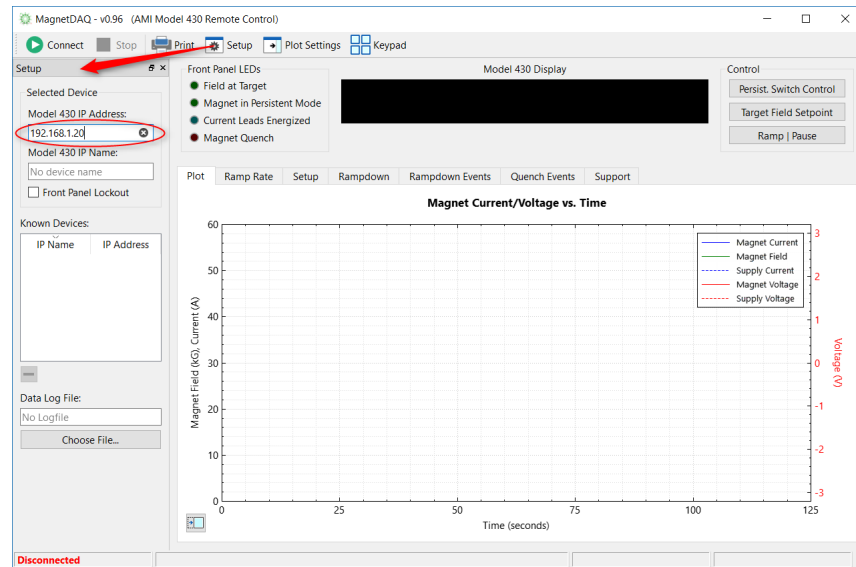 MagnetDAQ - v0.96 (AMI Model 430 Remote Control)
Connect Stop Print Setup Plot Settings Keypad
Setup
Selected Device
Model 430 IP Address:
192.168.1.20
Model 430 IP Name:
No device name
Front Panel Lockout
Known Devices:
IP Name IP Address
Data Log File:
No Logfile
Choose File...
Front Panel LEDs
Field at Target
Magnet in Persistent Mode
Current Leads Energized
Magnet Quench
Model 430 Display
Control
Persist. Switch Control
Target Field Setpoint
Ramp | Pause
Plot Ramp Rate Setup Rampdown Rampdown Events Quench Events Support
Magnet Current/Voltage vs. Time
Magnet Field (kG), Current (A)
60
50
40
30
20
10
0
Magnet Current
Magnet Field
Supply Current
Magnet Voltage
Supply Voltage
3
2
1
0
-1
-2
-3
Voltage (V)
0 25 50 75 100 125
Time (seconds)
Disconnected